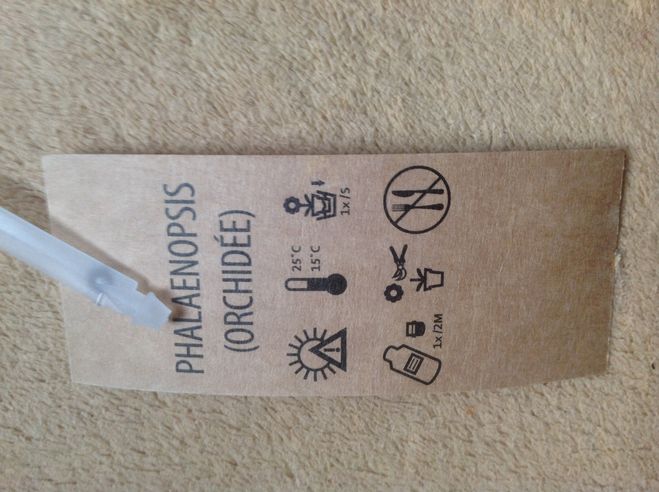 PHALAENOPSIS
(ORCHIDÉE)
25°C
15°C
1x /S
1x /2M